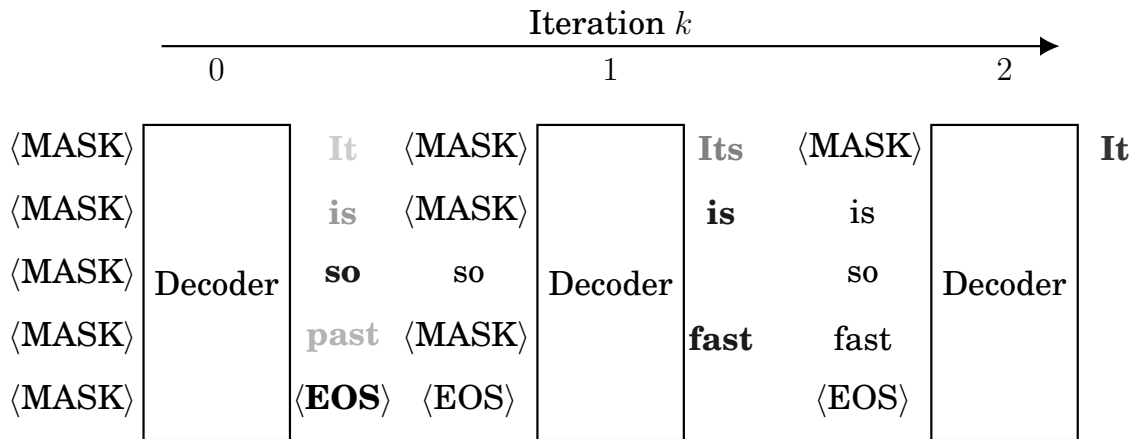 Iteration k
0 1 2
⟨MASK⟩ It ⟨MASK⟩ Its ⟨MASK⟩ It
⟨MASK⟩ is ⟨MASK⟩ is is
⟨MASK⟩ Decoder so so Decoder so Decoder
⟨MASK⟩ past ⟨MASK⟩ fast fast
⟨MASK⟩ ⟨EOS⟩ ⟨EOS⟩ ⟨EOS⟩